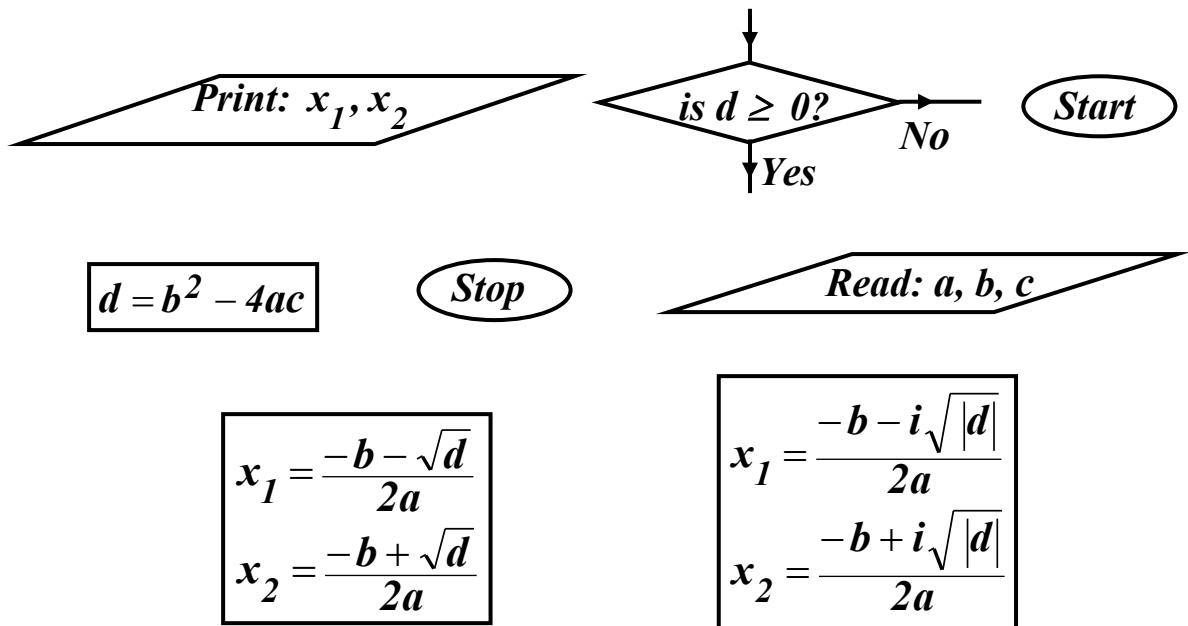 Print: x₁, x₂
is d ≥ 0?
No
Yes
Start
d = b² − 4ac
Stop
Read: a, b, c
x₁ = (−b − √d) / 2a
x₂ = (−b + √d) / 2a
x₁ = (−b − i√|d|) / 2a
x₂ = (−b + i√|d|) / 2a